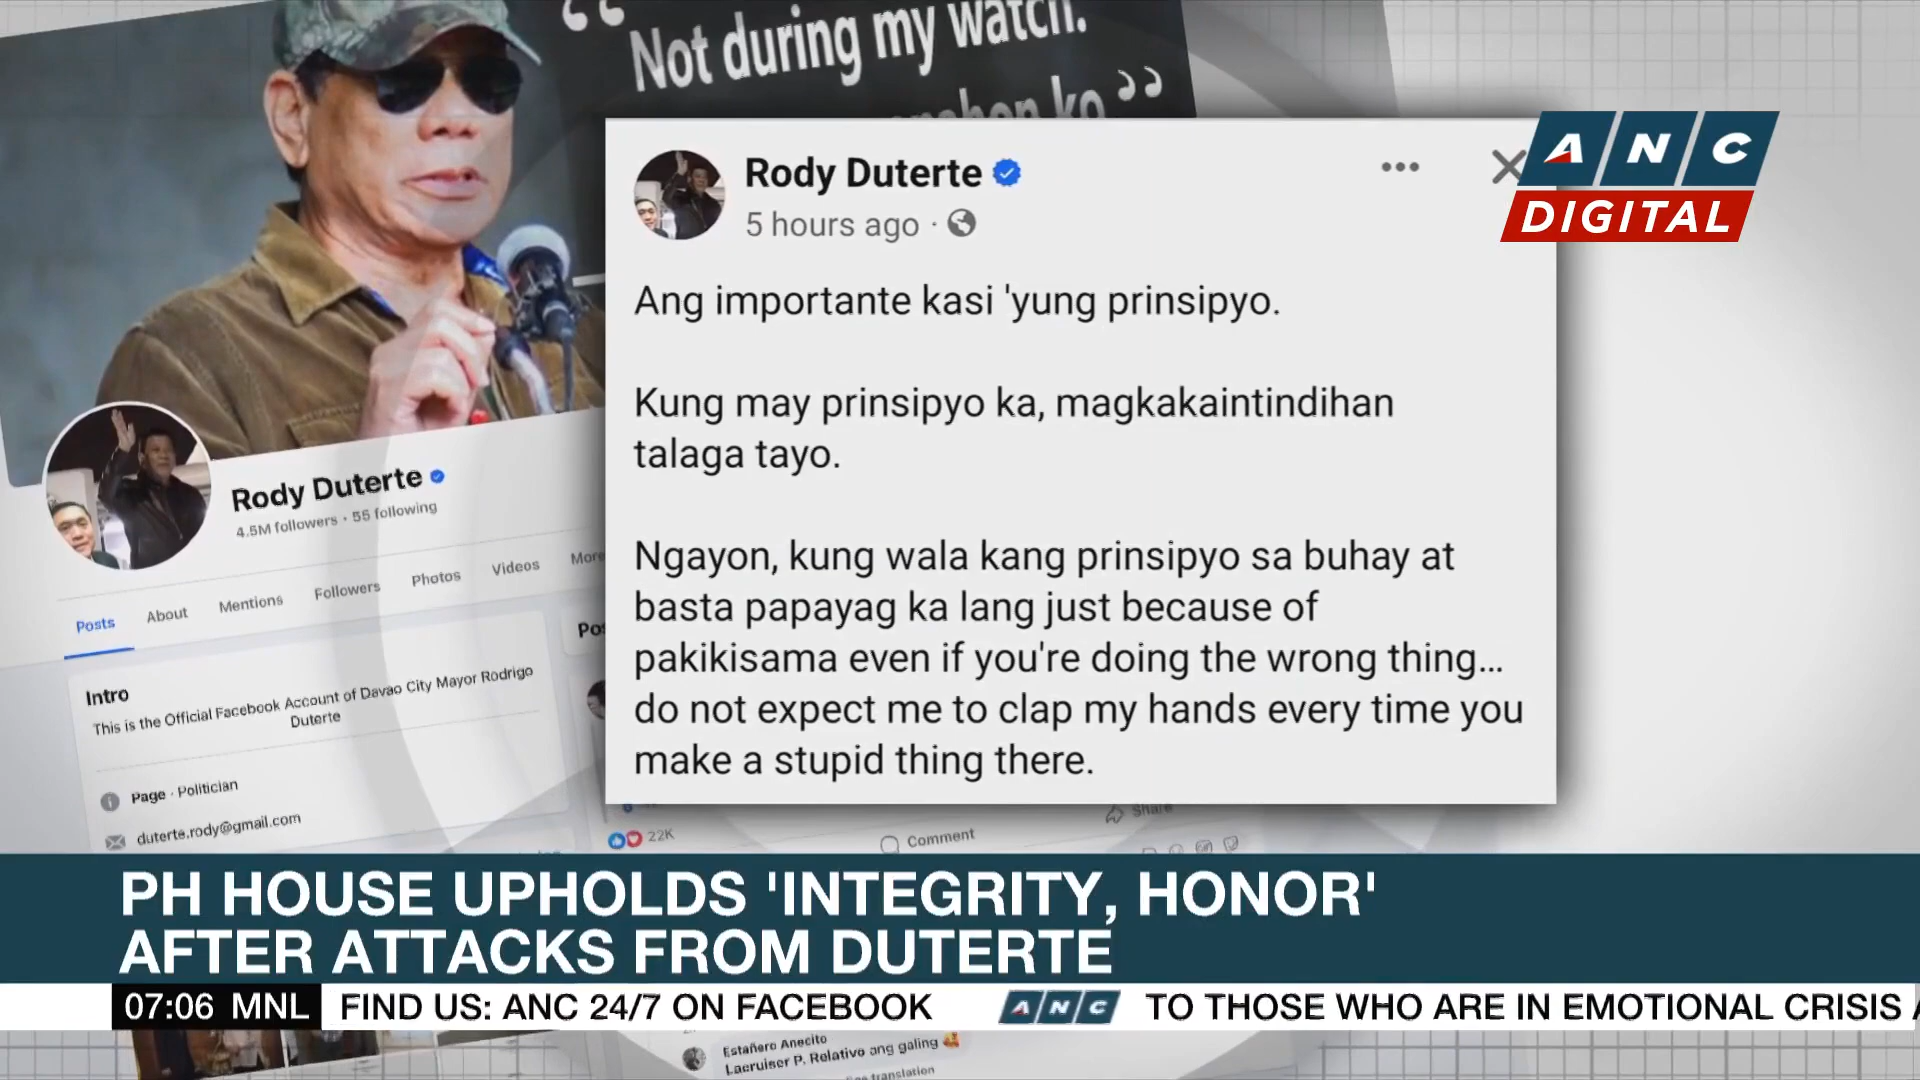 “Not during my watch.
ko”
ANC
DIGITAL
Rody Duterte
5 hours ago ·
Ang importante kasi 'yung prinsipyo.
Kung may prinsipyo ka, magkakaintindihan
talaga tayo.
Ngayon, kung wala kang prinsipyo sa buhay at
basta papayag ka lang just because of
pakikisama even if you're doing the wrong thing...
do not expect me to clap my hands every time you
make a stupid thing there.
Rody Duterte
4.5M followers • 55 following
Posts About Mentions Followers Photos Videos More
Intro
This is the Official Facebook Account of Davao City Mayor Rodrigo
Duterte
Page · Politician
duterte.rody@gmail.com
22K
Comment
Share
PH HOUSE UPHOLDS 'INTEGRITY, HONOR'
AFTER ATTACKS FROM DUTERTE
07:06 MNL FIND US: ANC 24/7 ON FACEBOOK ANC TO THOSE WHO ARE IN EMOTIONAL CRISIS
Estañero Anecito
Lacruiser P. Relativo ang galing
translation